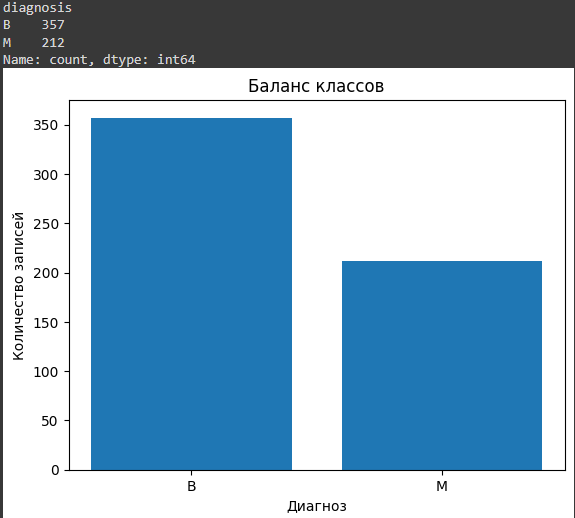 diagnosis
B    357
M    212
Name: count, dtype: int64
Баланс классов
Количество записей
350
300
250
200
150
100
50
0
B
M
Диагноз